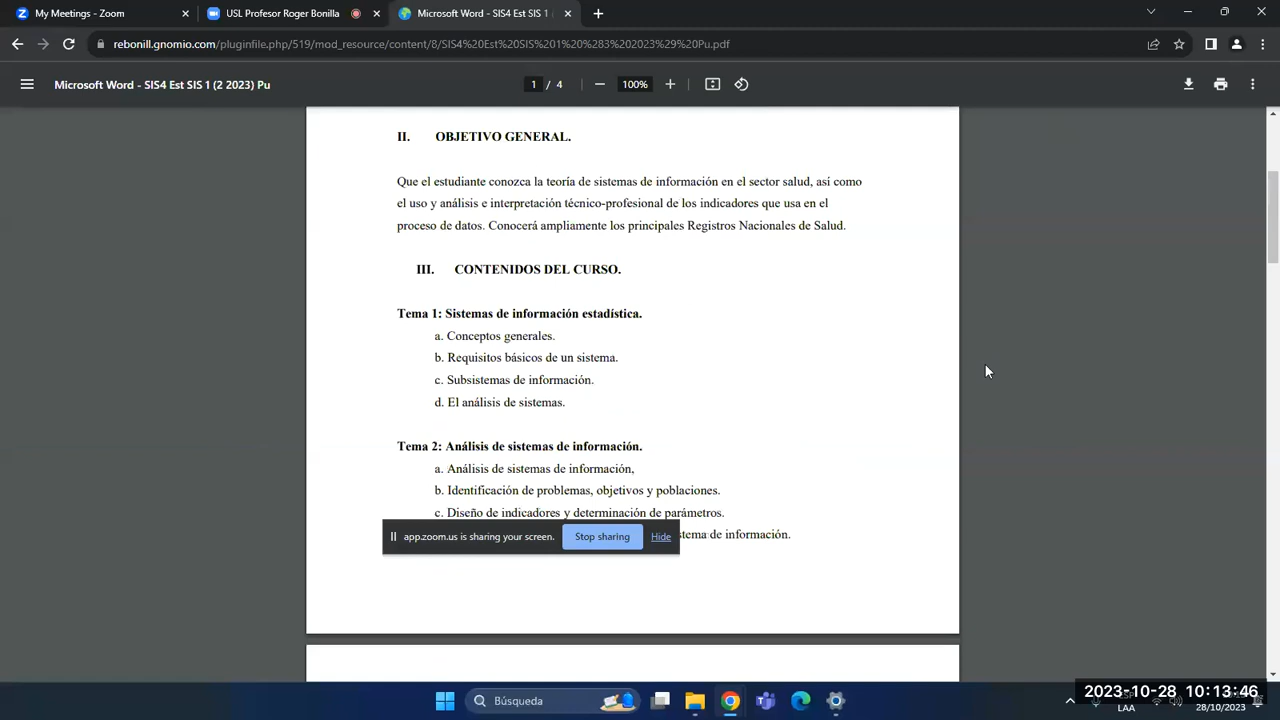 My Meetings - Zoom
USL Profesor Roger Bonilla
Microsoft Word - SIS4 Est SIS 1
rebonill.gnomio.com/pluginfile.php/519/mod_resource/content/8/SIS4%20Est%20SIS%201%20%283%202023%29%20Pu.pdf
Microsoft Word - SIS4 Est SIS 1 (2 2023) Pu
1 / 4
100%
II. OBJETIVO GENERAL.
Que el estudiante conozca la teoría de sistemas de información en el sector salud, así como
el uso y análisis e interpretación técnico-profesional de los indicadores que usa en el
proceso de datos. Conocerá ampliamente los principales Registros Nacionales de Salud.
III. CONTENIDOS DEL CURSO.
Tema 1: Sistemas de información estadística.
a. Conceptos generales.
b. Requisitos básicos de un sistema.
c. Subsistemas de información.
d. El análisis de sistemas.
Tema 2: Análisis de sistemas de información.
a. Análisis de sistemas de información,
b. Identificación de problemas, objetivos y poblaciones.
c. Diseño de indicadores y determinación de parámetros.
stema de información.
app.zoom.us is sharing your screen.
Stop sharing
Hide
Búsqueda
2023-10-28 10:13:46
LAA
28/10/2023